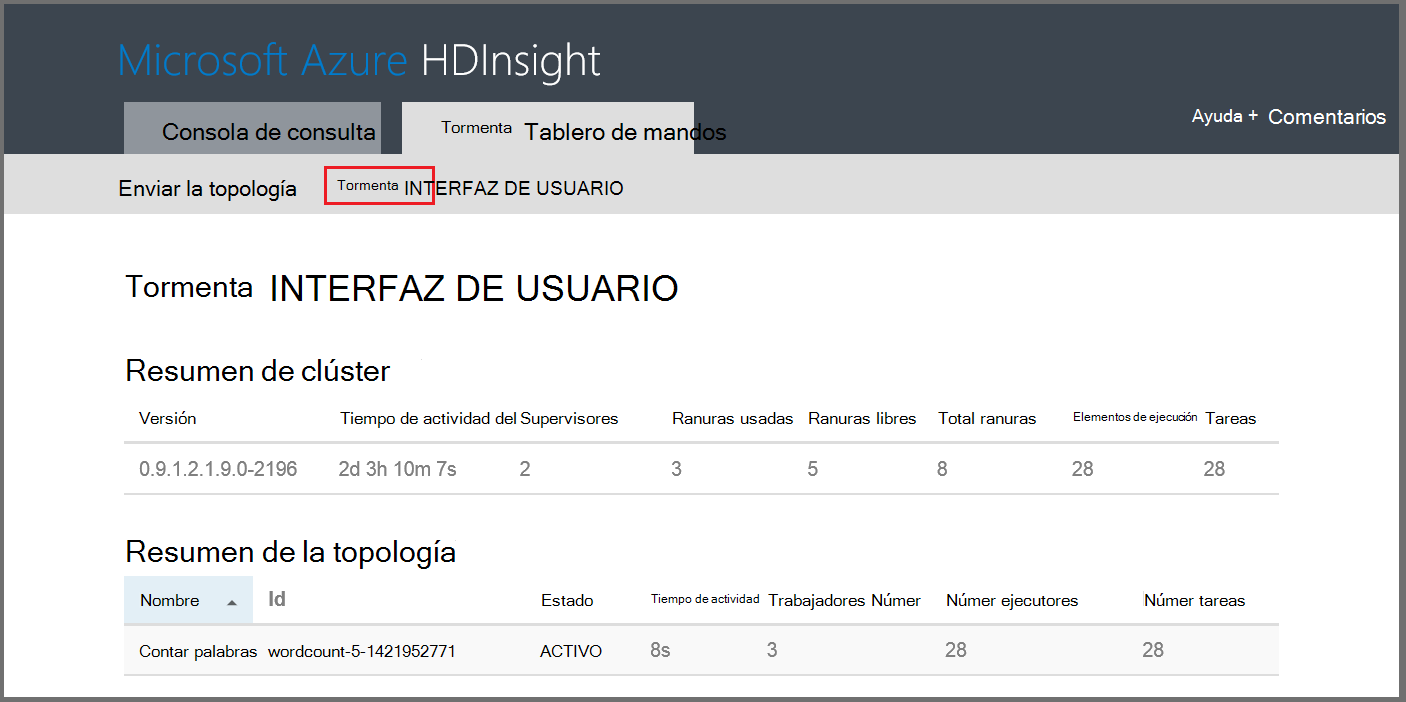 Microsoft Azure HDInsight
Consola de consulta Tormenta Tablero de mandos Ayuda + Comentarios
Enviar la topología Tormenta INTERFAZ DE USUARIO
Tormenta INTERFAZ DE USUARIO
Resumen de clúster
Versión Tiempo de actividad del Supervisores Ranuras usadas Ranuras libres Total ranuras Elementos de ejecución Tareas
0.9.1.2.1.9.0-2196 2d 3h 10m 7s 2 3 5 8 28 28
Resumen de la topología
Nombre Id Estado Tiempo de actividad Trabajadores Númer Númer ejecutores Númer tareas
Contar palabras wordcount-5-1421952771 ACTIVO 8s 3 28 28